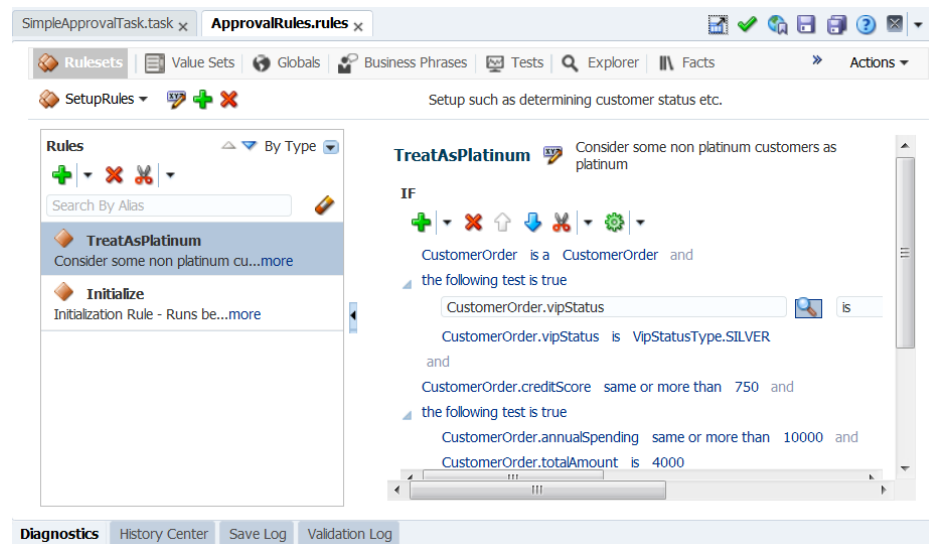 SimpleApprovalTask.task x ApprovalRules.rules x
Rulesets Value Sets Globals Business Phrases Tests Explorer Facts » Actions
SetupRules Setup such as determining customer status etc.
Rules By Type
Search By Alias
TreatAsPlatinum
Consider some non platinum cu...more
Initialize
Initialization Rule - Runs be...more
TreatAsPlatinum Consider some non platinum customers as
platinum
IF
CustomerOrder is a CustomerOrder and
the following test is true
CustomerOrder.vipStatus is
CustomerOrder.vipStatus is VipStatusType.SILVER
and
CustomerOrder.creditScore same or more than 750 and
the following test is true
CustomerOrder.annualSpending same or more than 10000 and
CustomerOrder.totalAmount is 4000
Diagnostics History Center Save Log Validation Log